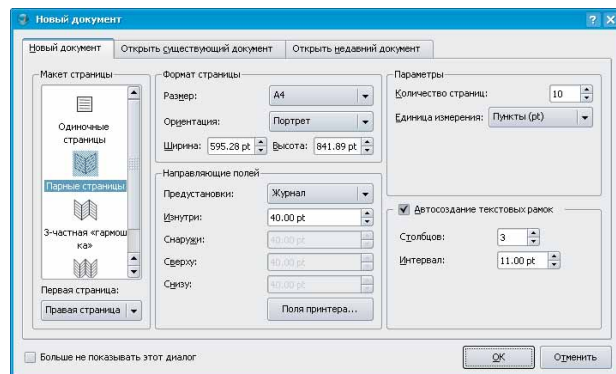 Новый документ
Новый документ
Открыть существующий документ
Открыть недавний документ
Макет страницы
Одиночные
страницы
Парные страницы
3-частная «гармош
ка»
Первая страница:
Правая страница
Формат страницы
Размер: A4
Ориентация: Портрет
Ширина: 595.28 pt Высота: 841.89 pt
Направляющие полей
Предустановки: Журнал
Изнутри: 40.00 pt
Снаружи: 40.00 pt
Сверху: 40.00 pt
Снизу: 40.00 pt
Поля принтера...
Параметры
Количество страниц: 10
Единица измерения: Пункты (pt)
Автосоздание текстовых рамок
Столбцов: 3
Интервал: 11.00 pt
Больше не показывать этот диалог
OK
Отменить